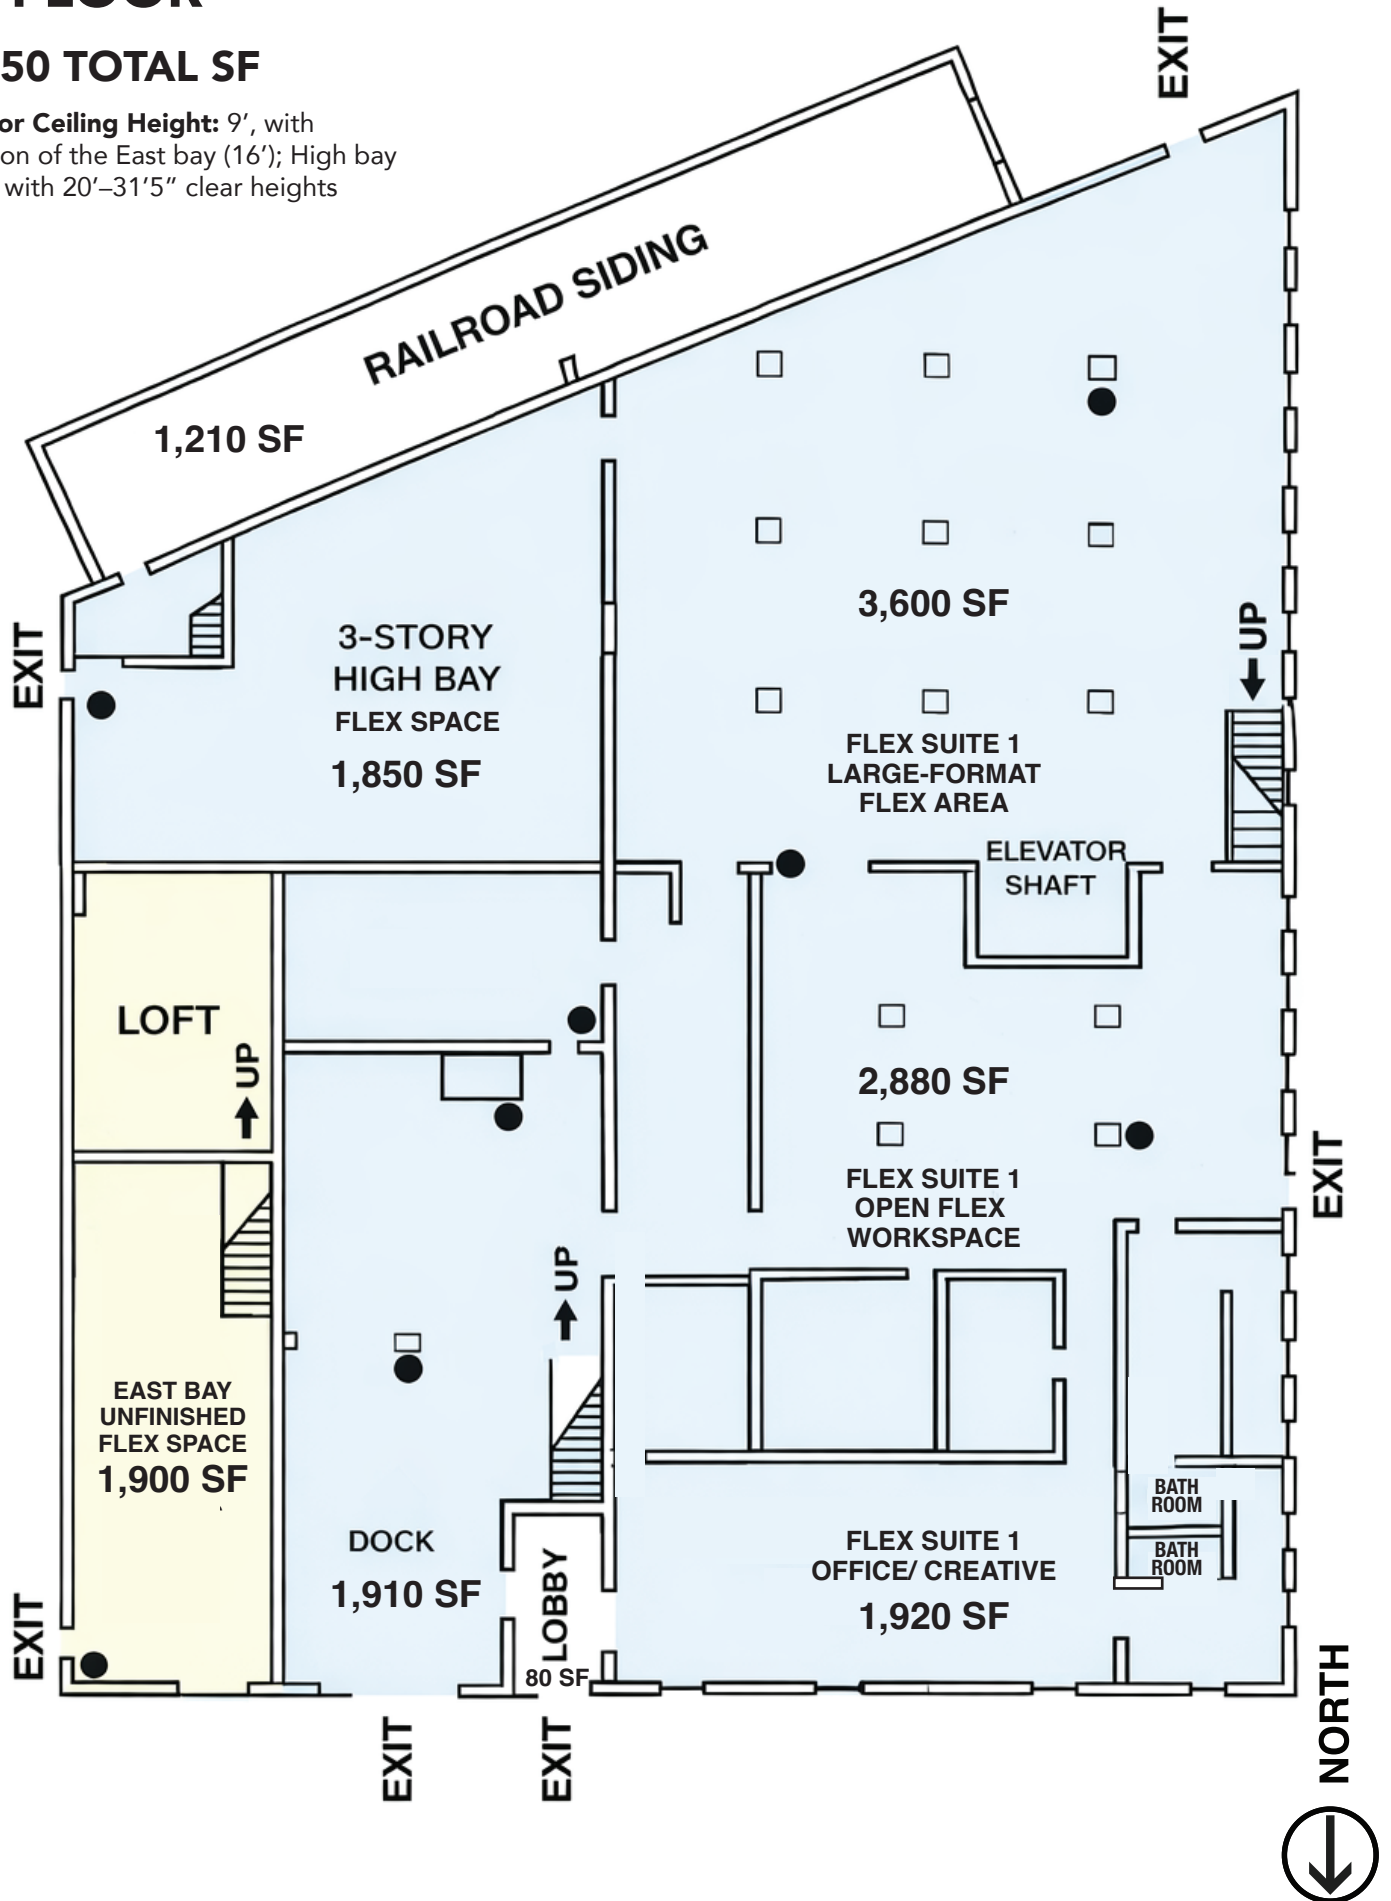 FLOOR
50 TOTAL SF
or Ceiling Height: 9’, with
on of the East bay (16’); High bay
with 20’–31’5” clear heights
EXIT
RAILROAD SIDING
1,210 SF
EXIT
3-STORY
HIGH BAY
FLEX SPACE
1,850 SF
3,600 SF
FLEX SUITE 1
LARGE-FORMAT
FLEX AREA
UP
ELEVATOR
SHAFT
LOFT
UP
2,880 SF
FLEX SUITE 1
OPEN FLEX
WORKSPACE
EXIT
UP
EAST BAY
UNFINISHED
FLEX SPACE
1,900 SF
DOCK
1,910 SF
LOBBY
80 SF
FLEX SUITE 1
OFFICE/ CREATIVE
1,920 SF
BATH
ROOM
BATH
ROOM
EXIT
EXIT
EXIT
NORTH